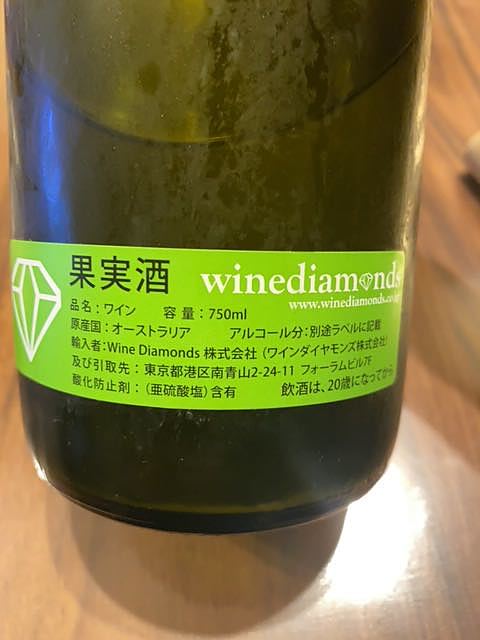 果実酒 winediamonds
www.winediamonds.co.jp
品名：ワイン 容量：750ml
原産国：オーストラリア アルコール分：別途ラベルに記載
輸入者：Wine Diamonds 株式会社（ワインダイヤモンズ株式会社）
及び引取先：東京都港区南青山2-24-11 フォーラムビル7F
酸化防止剤：（亜硫酸塩）含有 飲酒は、20歳になってから